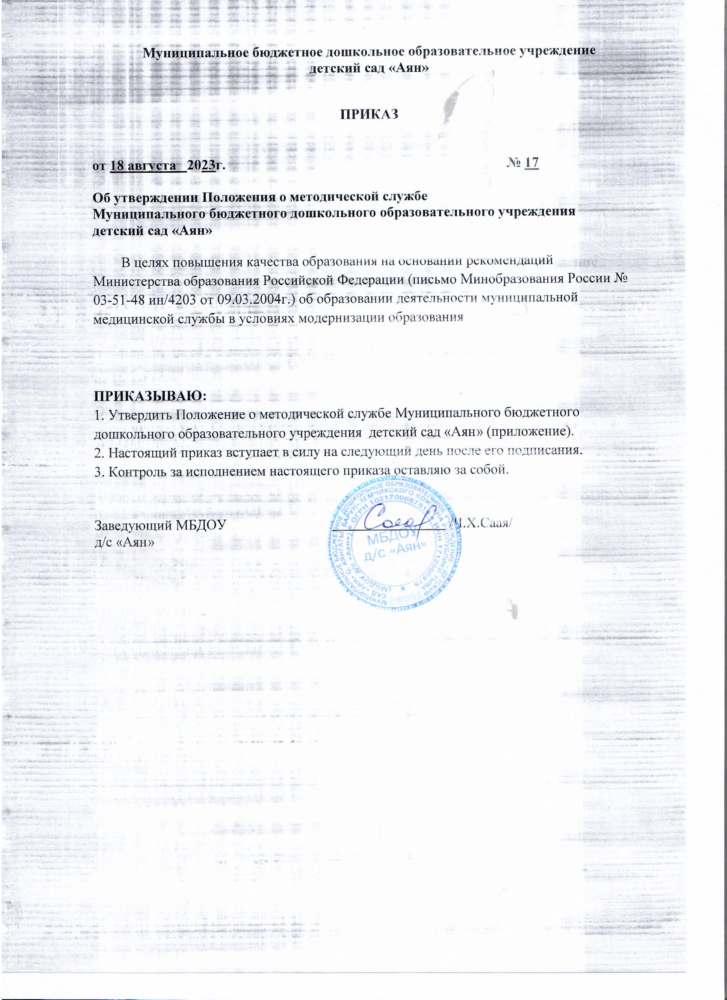 Муниципальное бюджетное дошкольное образовательное учреждение
детский сад «Аян»
ПРИКАЗ
от 18 августа 2023г. № 17
Об утверждении Положения о методической службе
Муниципального бюджетного дошкольного образовательного учреждения
детский сад «Аян»
В целях повышения качества образования на основании рекомендаций
Министерства образования Российской Федерации (письмо Минобразования России №
03-51-48 ин/4203 от 09.03.2004г.) об образовании деятельности муниципальной
медицинской службы в условиях модернизации образования
ПРИКАЗЫВАЮ:
1. Утвердить Положение о методической службе Муниципального бюджетного
дошкольного образовательного учреждения детский сад «Аян» (приложение).
2. Настоящий приказ вступает в силу на следующий день после его подписания.
3. Контроль за исполнением настоящего приказа оставляю за собой.
Заведующий МБДОУ /Ч.Х.Саая/
д/с «Аян»
МБДОУ
д/с «Аян»
МУНИЦИПАЛЬНОЕ БЮДЖЕТНОЕ ДОШКОЛЬНОЕ ОБРАЗОВАТЕЛЬНОЕ УЧРЕЖДЕНИЕ - ДЕТСКИЙ
САД «АЯН» С. АЯНГАТЫ БАРУН-ХЕМЧИКСКОГО КОЖУУНА РЕСПУБЛИКИ ТЫВА
(МБДОУ д/с «Аян») * ОГРН * ИНН 1712000475 *